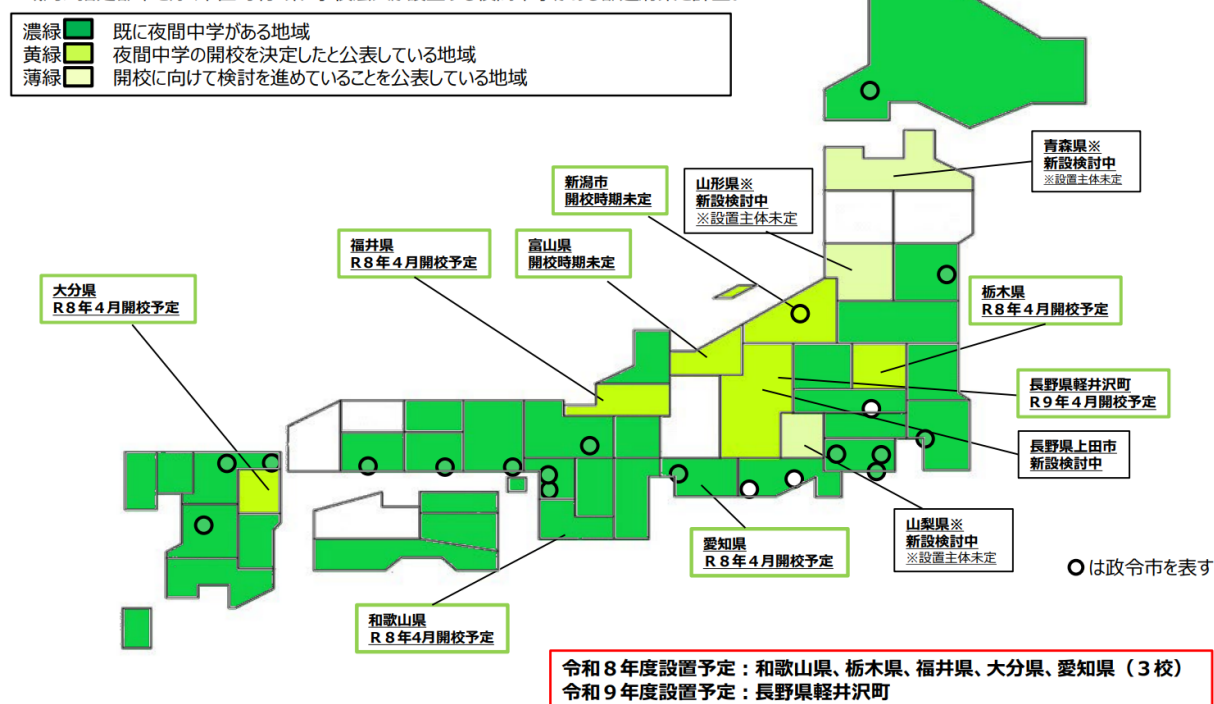 濃緑 既に夜間中学がある地域
黄緑 夜間中学の開校を決定したと公表している地域
薄緑 開校に向けて検討を進めていることを公表している地域
青森県※
新設検討中
※設置主体未定
新潟市
開校時期未定
山形県※
新設検討中
※設置主体未定
福井県
R8年4月開校予定
富山県
開校時期未定
大分県
R8年4月開校予定
栃木県
R8年4月開校予定
長野県軽井沢町
R9年4月開校予定
長野県上田市
新設検討中
山梨県※
新設検討中
※設置主体未定
愛知県
R8年4月開校予定
○は政令市を表す
和歌山県
R8年4月開校予定
令和8年度設置予定：和歌山県、栃木県、福井県、大分県、愛知県（3校）
令和9年度設置予定：長野県軽井沢町